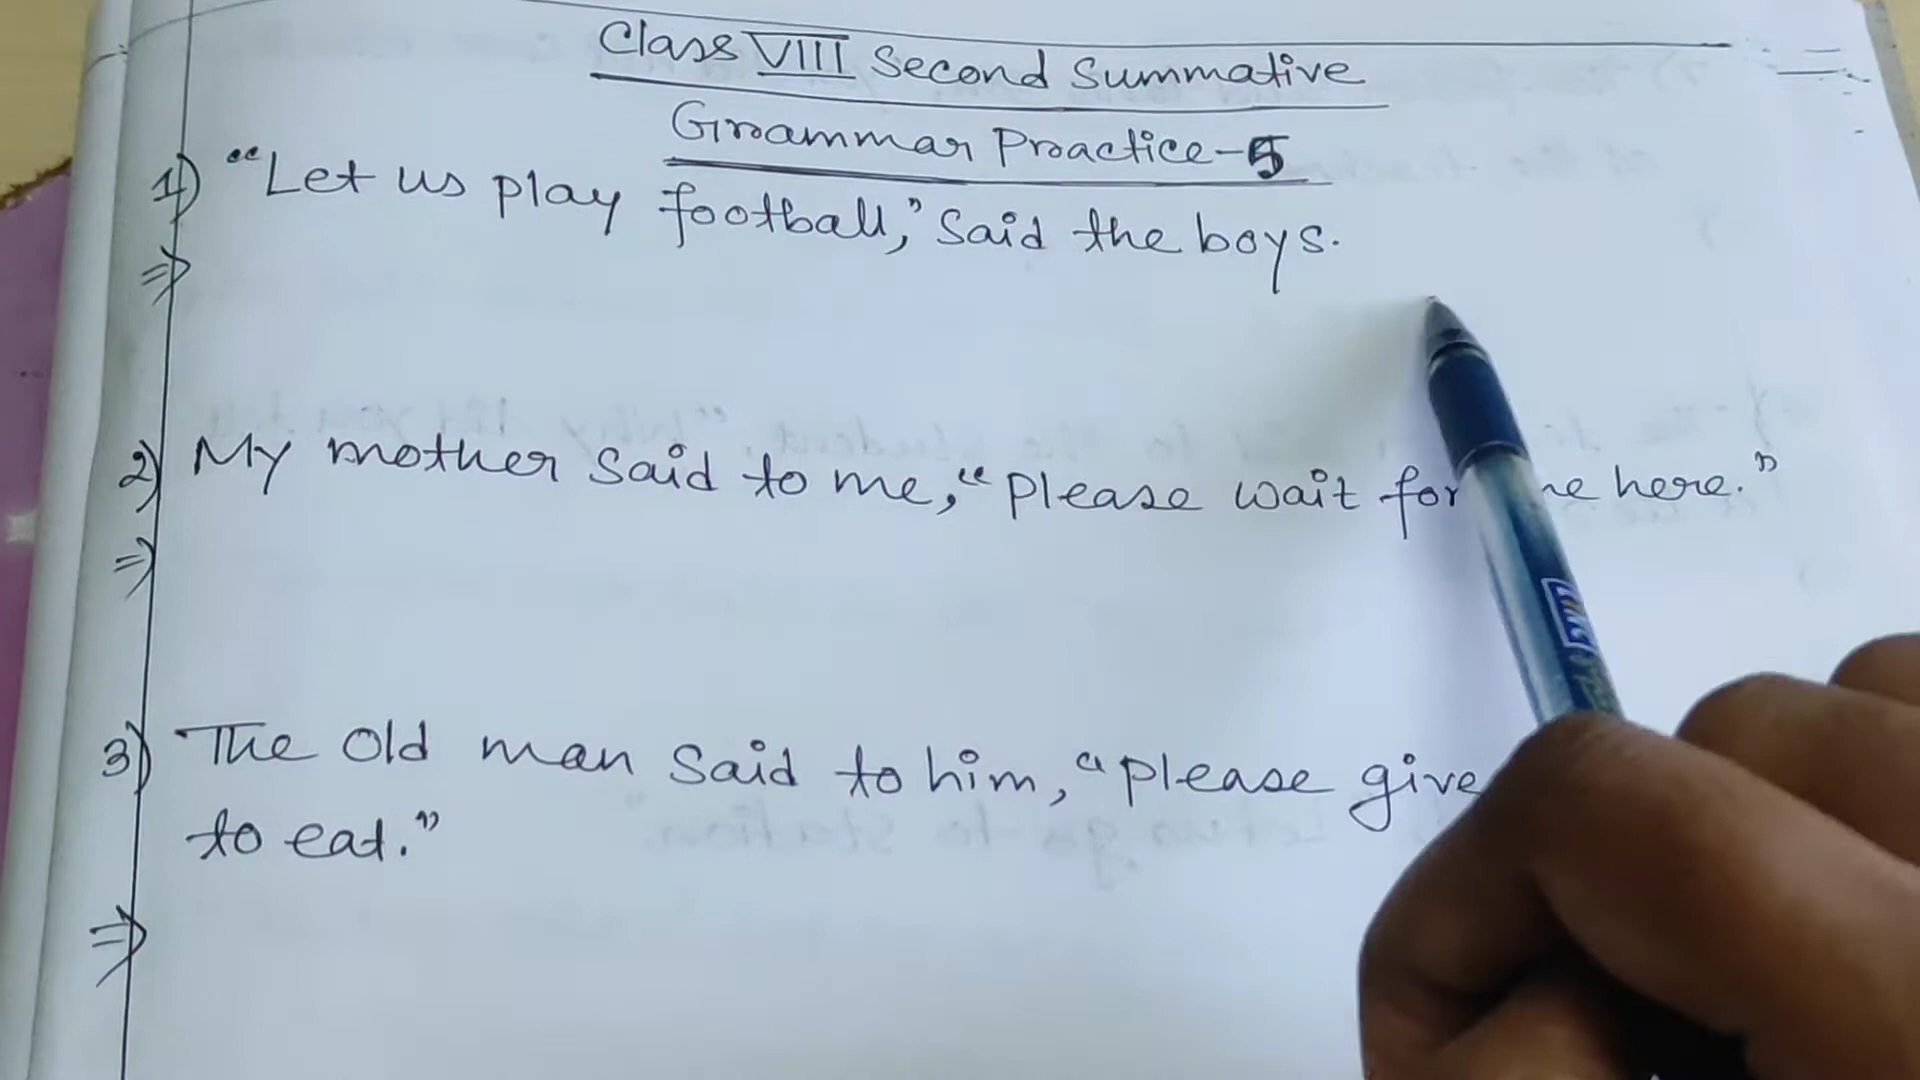 Class VIII Second Summative
Grammar Practice-5
1) "Let us play football," said the boys.
⇒
2) My mother said to me, "please wait for here."
⇒
3) The old man said to him, "please give
to eat."
⇒